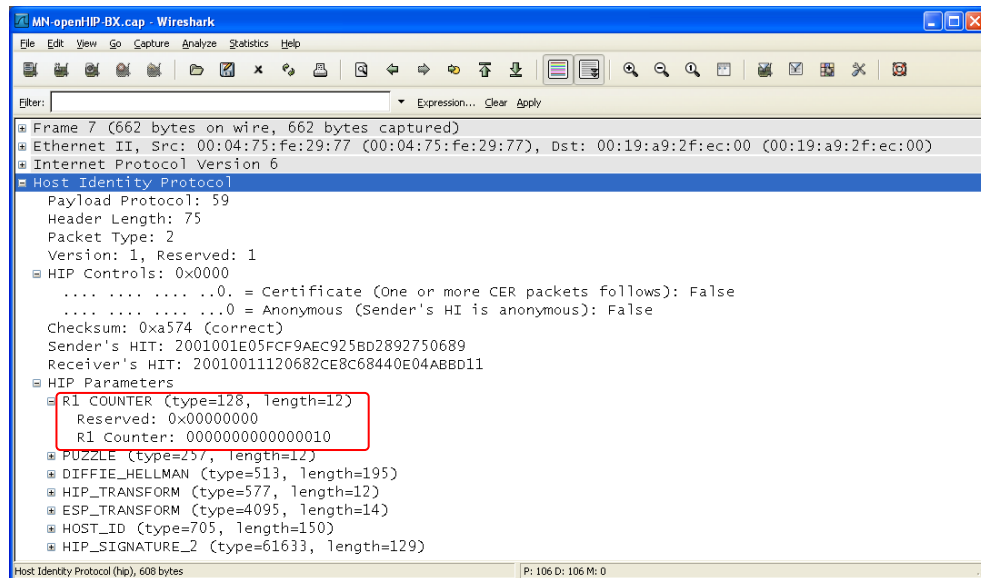 MN-openHIP-BX.cap - Wireshark
File Edit View Go Capture Analyze Statistics Help
Filter: Expression... Clear Apply
Frame 7 (662 bytes on wire, 662 bytes captured)
Ethernet II, Src: 00:04:75:fe:29:77 (00:04:75:fe:29:77), Dst: 00:19:a9:2f:ec:00 (00:19:a9:2f:ec:00)
Internet Protocol Version 6
Host Identity Protocol
Payload Protocol: 59
Header Length: 75
Packet Type: 2
Version: 1, Reserved: 1
HIP Controls: 0x0000
.... .... .... ..0. = Certificate (One or more CER packets follows): False
.... .... .... ...0 = Anonymous (Sender's HI is anonymous): False
Checksum: 0xa574 (correct)
Sender's HIT: 2001001E05FCF9AEC925BD2892750689
Receiver's HIT: 20010011120682CE8C68440E04ABBD11
HIP Parameters
R1 COUNTER (type=128, length=12)
Reserved: 0x00000000
R1 Counter: 0000000000000010
PUZZLE (type=257, length=12)
DIFFIE_HELLMAN (type=513, length=195)
HIP_TRANSFORM (type=577, length=12)
ESP_TRANSFORM (type=4095, length=14)
HOST_ID (type=705, length=150)
HIP_SIGNATURE_2 (type=61633, length=129)
Host Identity Protocol (hip), 608 bytes P: 106 D: 106 M: 0